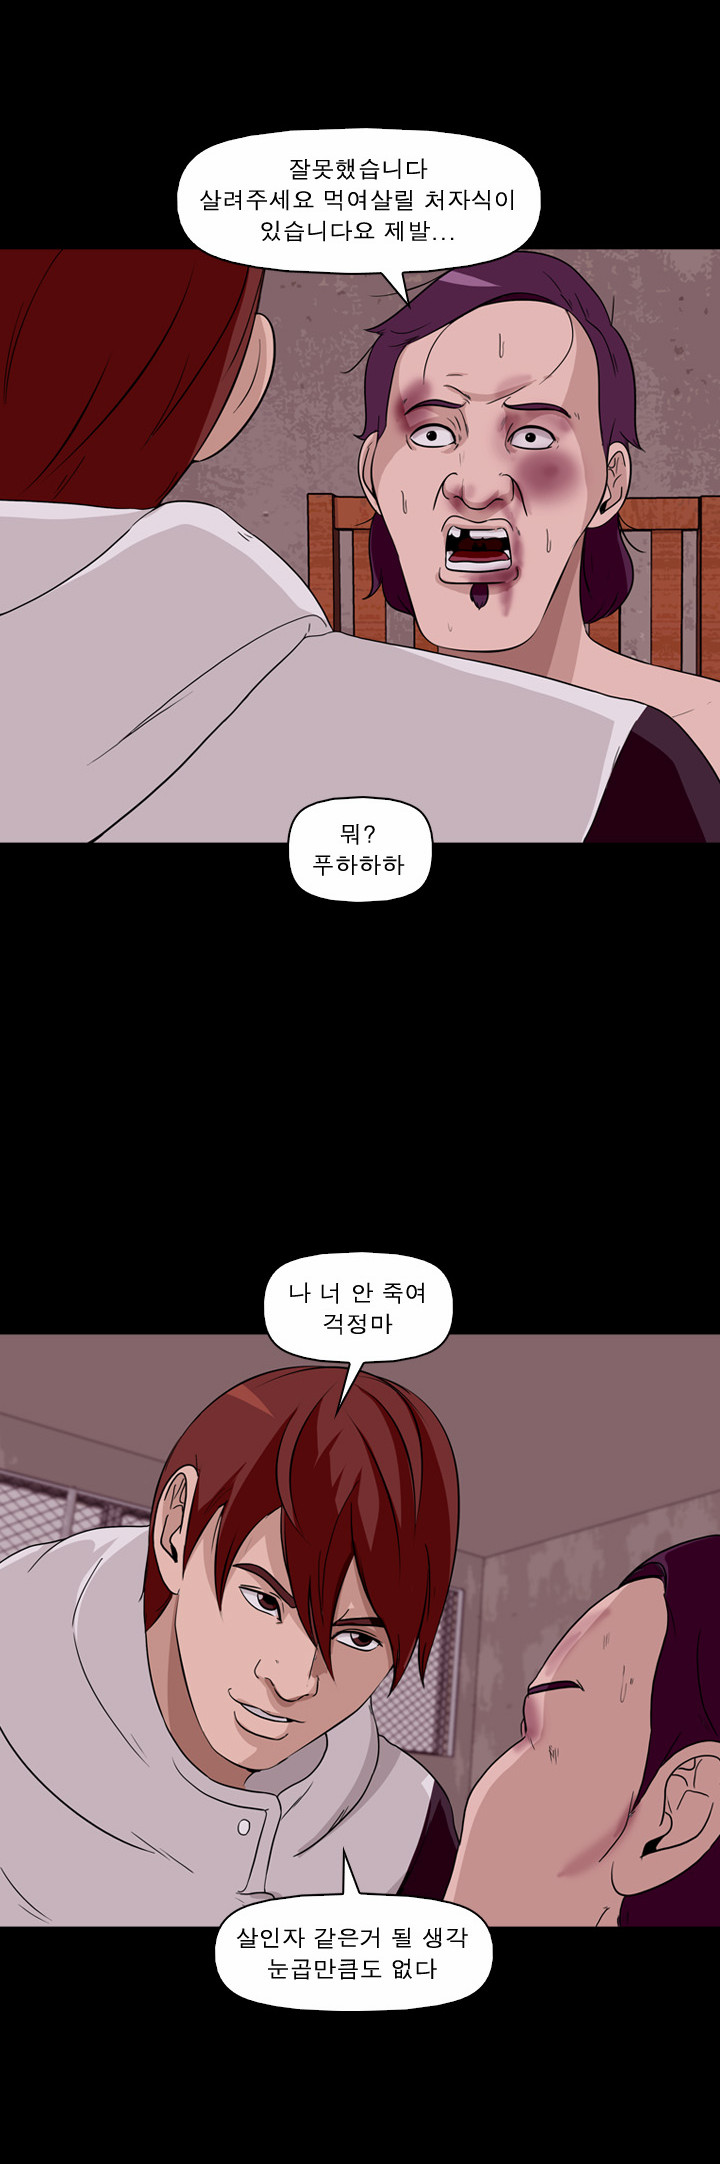 잘못했습니다
살려주세요 먹여살릴 처자식이
있습니다요 제발...
뭐?
푸하하하
나 너 안 죽여
걱정마
살인자 같은거 될 생각
눈곱만큼도 없다